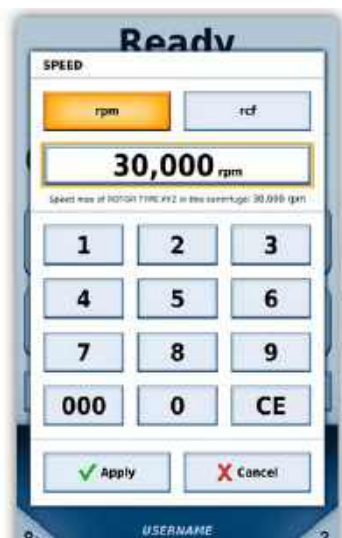 Ready
SPEED
rpm rcf
30,000 rpm
Speed max of ROTOR TYPE XYZ in this centrifuge: 30,000 rpm
1 2 3
4 5 6
7 8 9
000 0 CE
Apply Cancel
USERNAME